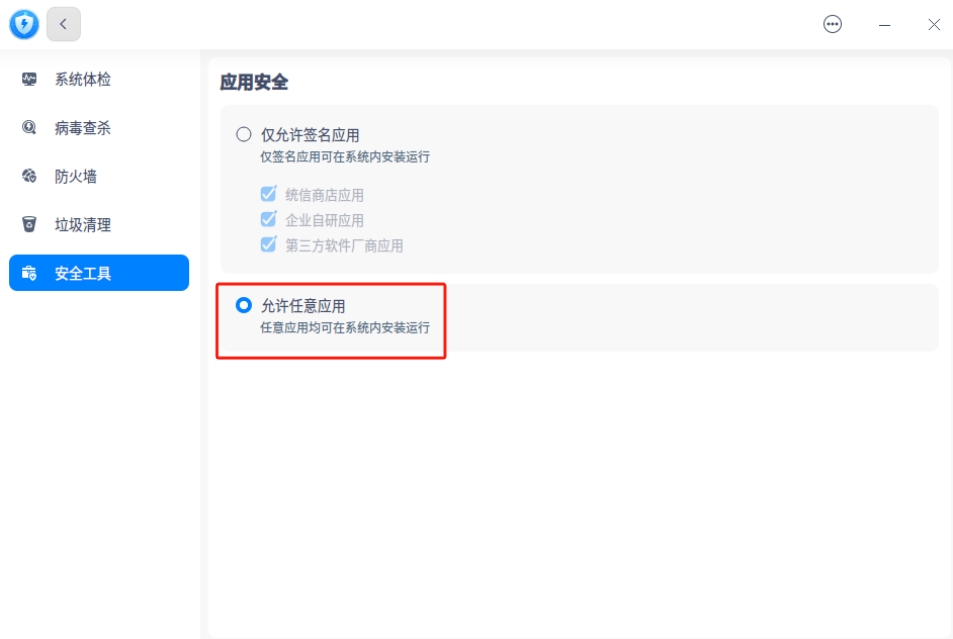 系统体检
病毒查杀
防火墙
垃圾清理
安全工具
应用安全
仅允许签名应用
仅签名应用可在系统内安装运行
统信商店应用
企业自研应用
第三方软件厂商应用
允许任意应用
任意应用均可在系统内安装运行